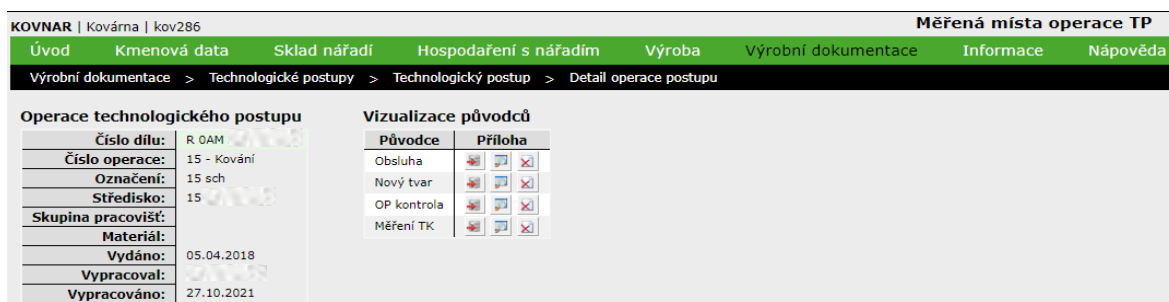 KOVNAR | Kovárna | kov286
Měřená místa operace TP
Úvod Kmenová data Sklad nářadí Hospodaření s nářadím Výroba Výrobní dokumentace Informace Nápověda
Výrobní dokumentace > Technologické postupy > Technologický postup > Detail operace postupu
Operace technologického postupu
Číslo dílu: R 0AM
Číslo operace: 15 - Kování
Označení: 15 sch
Středisko: 15
Skupina pracovišť:
Materiál:
Vydáno: 05.04.2018
Vypracoval:
Vypracováno: 27.10.2021
Vizualizace původců
Původce Příloha
Obsluha
Nový tvar
OP kontrola
Měření TK